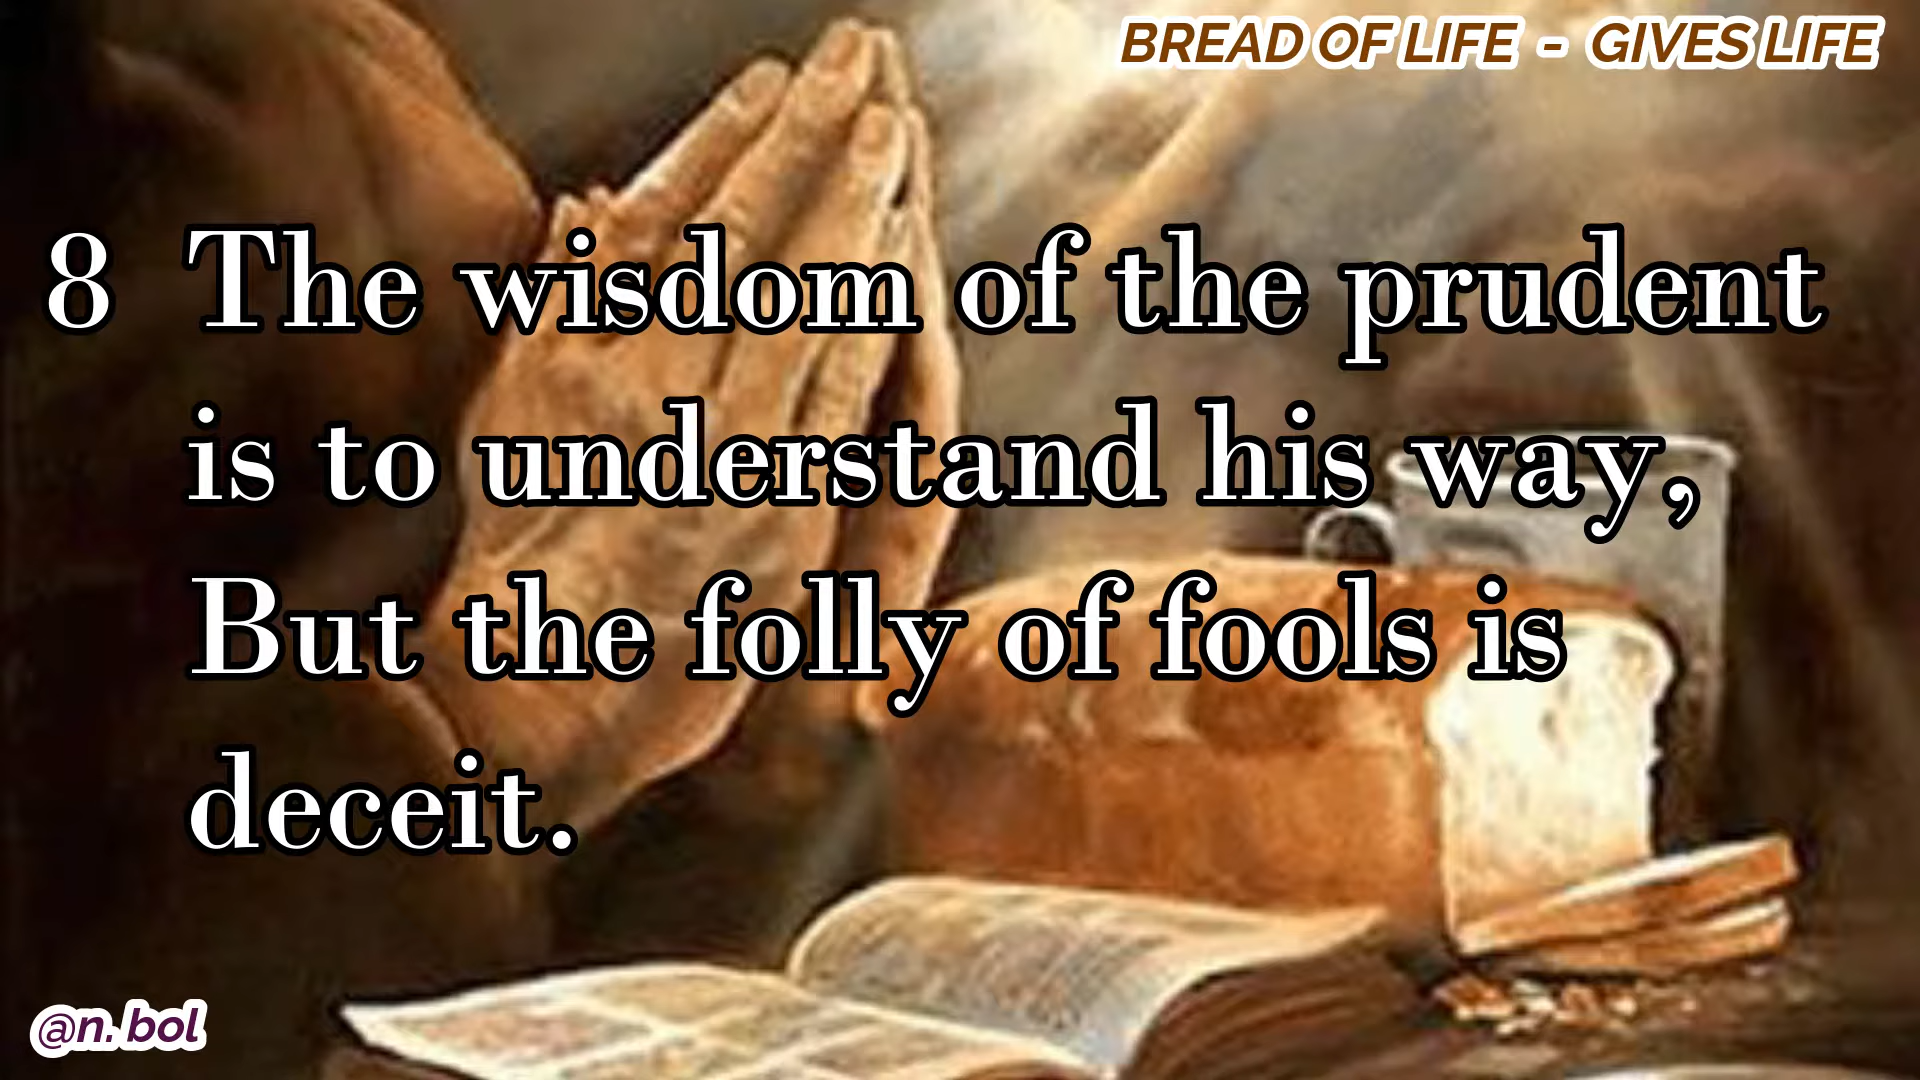 BREAD OF LIFE - GIVES LIFE
8 The wisdom of the prudent
is to understand his way,
But the folly of fools is
deceit.
@n. bol